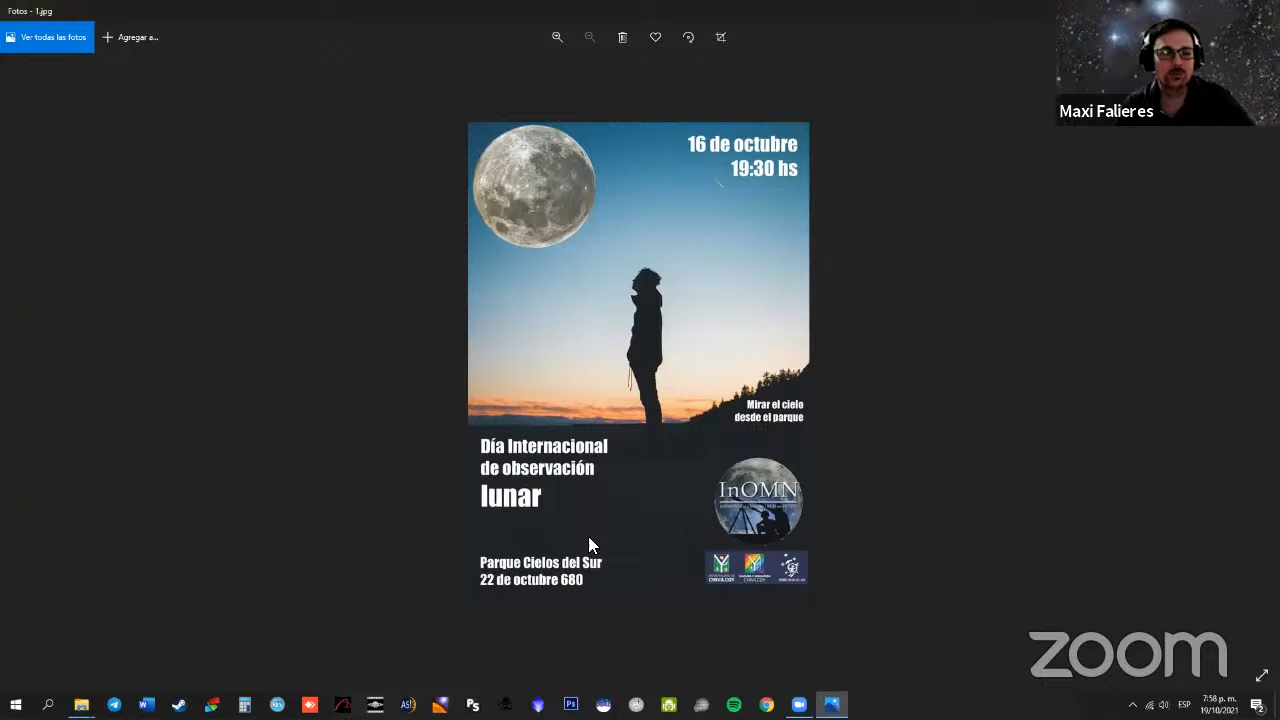 Fotos - 1.jpg
Ver todas las fotos
Agregar a...
Maxi Falieres
16 de octubre
19:30 hs
Mirar el cielo
desde el parque
Día Internacional
de observación
lunar
InOMN
Parque Cielos del Sur
22 de octubre 680
CHIVILCOY
CHIVILCOY
zoom
ESP
7:58 p. m.
19/10/2021